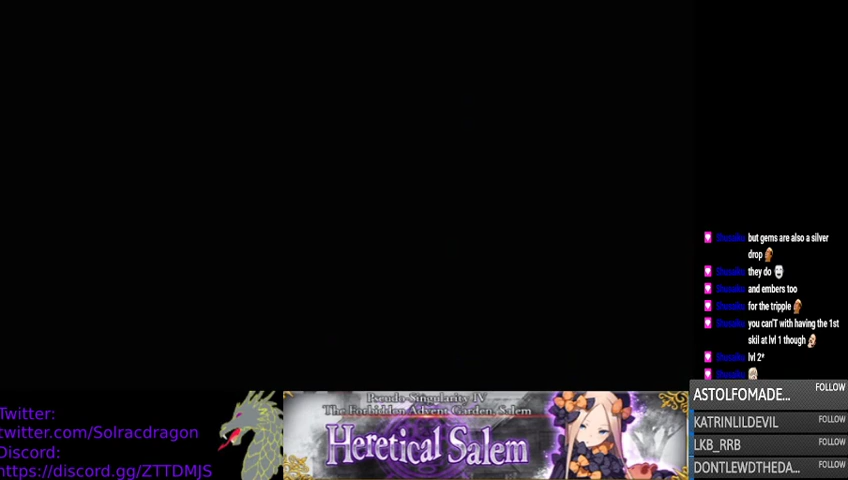 but gems are also a silver
drop
they do
and embers too
for the tripple
you can'T with having the 1st
skil at lvl 1 though
lvl 2*
FOLLOW
ASTOLFOMADE...
KATRINLILDEVIL FOLLOW
LKB_RRB FOLLOW
DONTLEWDTHEDA... FOLLOW
Pseudo Singularity IV
The Forbidden Advent Garden, Salem
Heretical Salem
Twitter:
twitter.com/Solracdragon
Discord:
https://discord.gg/ZTTDMJS